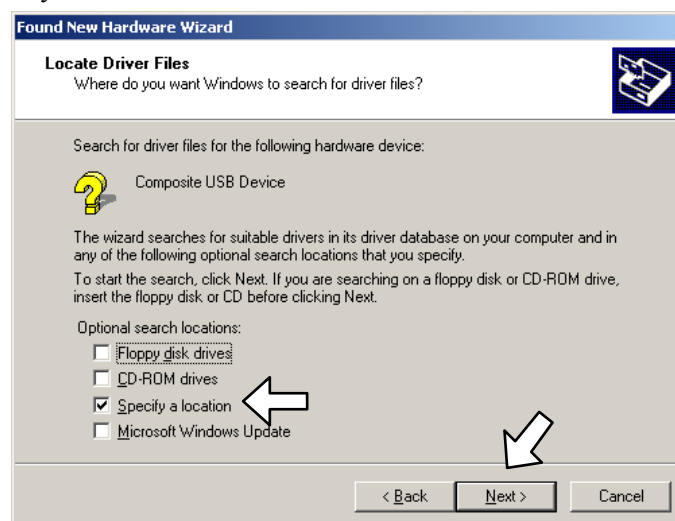 Found New Hardware Wizard
Locate Driver Files
Where do you want Windows to search for driver files?
Search for driver files for the following hardware device:
Composite USB Device
The wizard searches for suitable drivers in its driver database on your computer and in
any of the following optional search locations that you specify.
To start the search, click Next. If you are searching on a floppy disk or CD-ROM drive,
insert the floppy disk or CD before clicking Next.
Optional search locations:
Floppy disk drives
CD-ROM drives
Specify a location
Microsoft Windows Update
< Back Next > Cancel